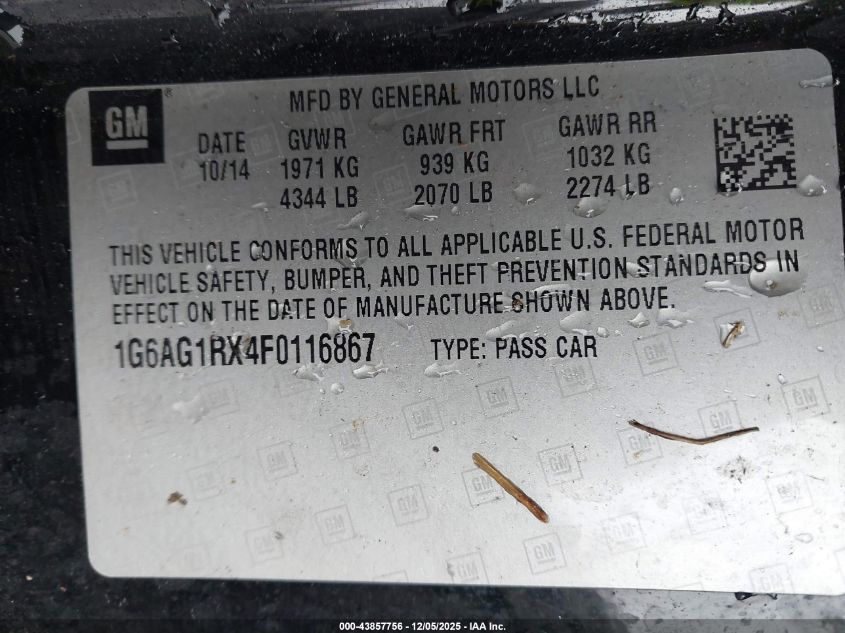 GM
MFD BY GENERAL MOTORS LLC
DATE GVWR GAWR FRT GAWR RR
10/14 1971 KG 939 KG 1032 KG
4344 LB 2070 LB 2274 LB
THIS VEHICLE CONFORMS TO ALL APPLICABLE U.S. FEDERAL MOTOR
VEHICLE SAFETY, BUMPER, AND THEFT PREVENTION STANDARDS IN
EFFECT ON THE DATE OF MANUFACTURE SHOWN ABOVE.
1G6AG1RX4F0116867 TYPE: PASS CAR
000-43857756 - 12/05/2025 - IAA Inc.